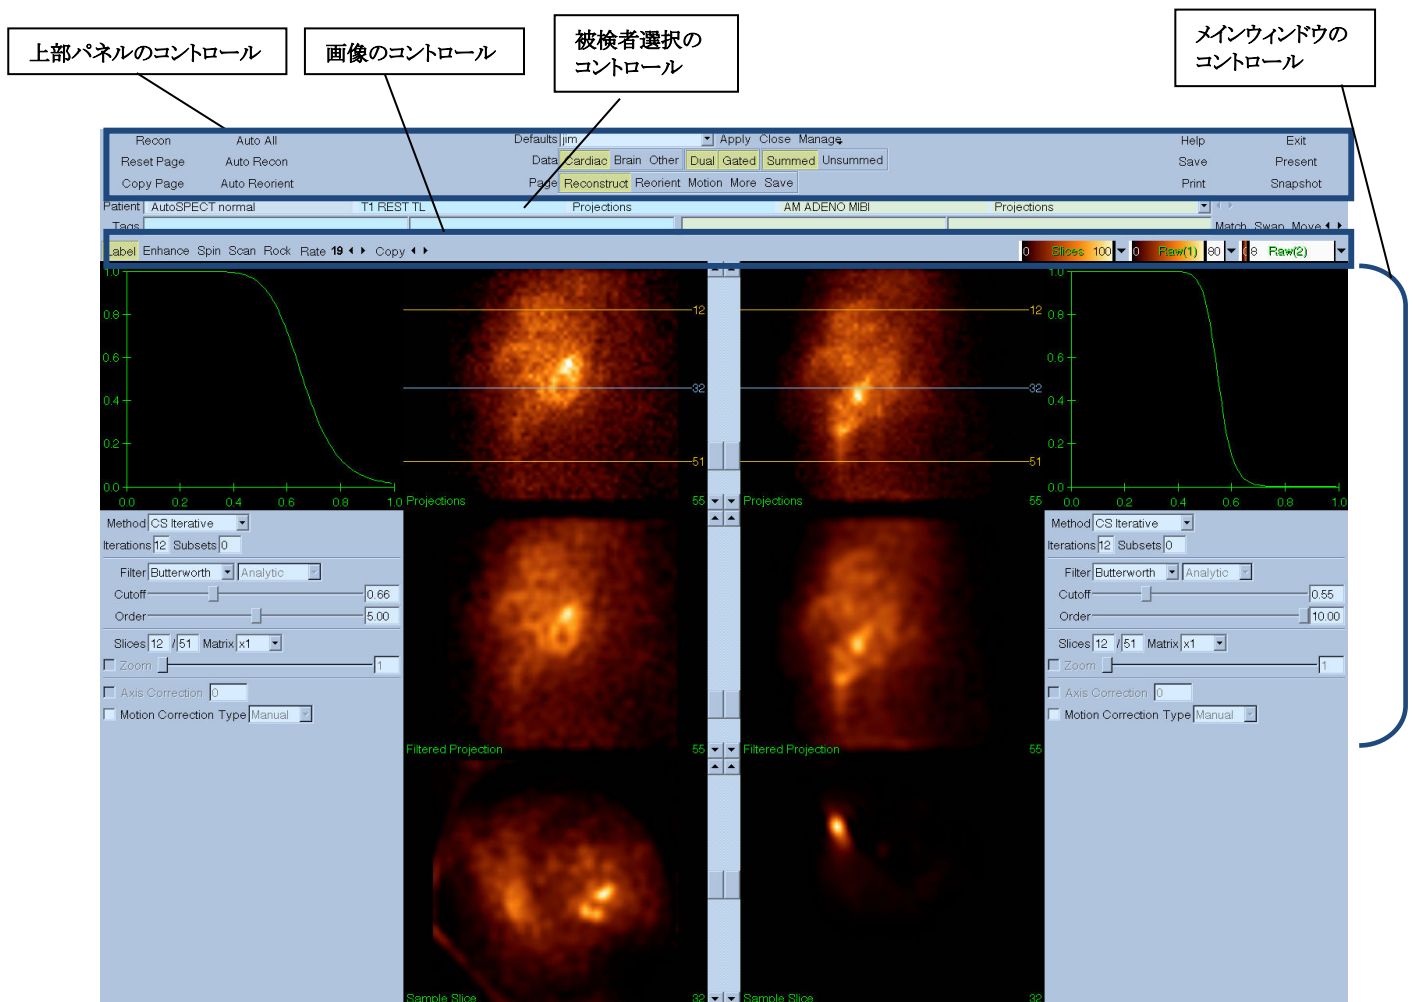 上部パネルのコントロール
画像のコントロール
被検者選択の
コントロール
メインウィンドウの
コントロール
Recon Auto All Defaults jim Apply Close Manage Help Exit
Reset Page Auto Recon Data Cardiac Brain Other Dual Gated Summed Unsummed Save Present
Copy Page Auto Reorient Page Reconstruct Reorient Motion More Save Print Snapshot
Patient AutoSPECT normal T1 REST TL Projections AM ADENO MIBI Projections
Tags Match Swap Move
Label Enhance Spin Scan Rock Rate 19 Copy 0 Slices 100 0 Raw(1) 80 8 Raw(2)
1.0 1.0
12 12
0.8 0.8
0.6 0.6
32 32
0.4 0.4
0.2 0.2
51 51
0.0 0.0
0.0 0.2 0.4 0.6 0.8 1.0 Projections 55 Projections 55 0.0 0.2 0.4 0.6 0.8 1.0
Method CS Iterative
Iterations 12 Subsets 0
Filter Butterworth Analytic
Cutoff 0.66
Order 5.00
Slices 12 / 51 Matrix x1
Zoom 1
Axis Correction 0
Motion Correction Type Manual
Filtered Projection 55
Filtered Projection 55
Method CS Iterative
Iterations 12 Subsets 0
Filter Butterworth Analytic
Cutoff 0.55
Order 10.00
Slices 12 / 51 Matrix x1
Zoom 1
Axis Correction 0
Motion Correction Type Manual
Sample Slice 32
Sample Slice 32